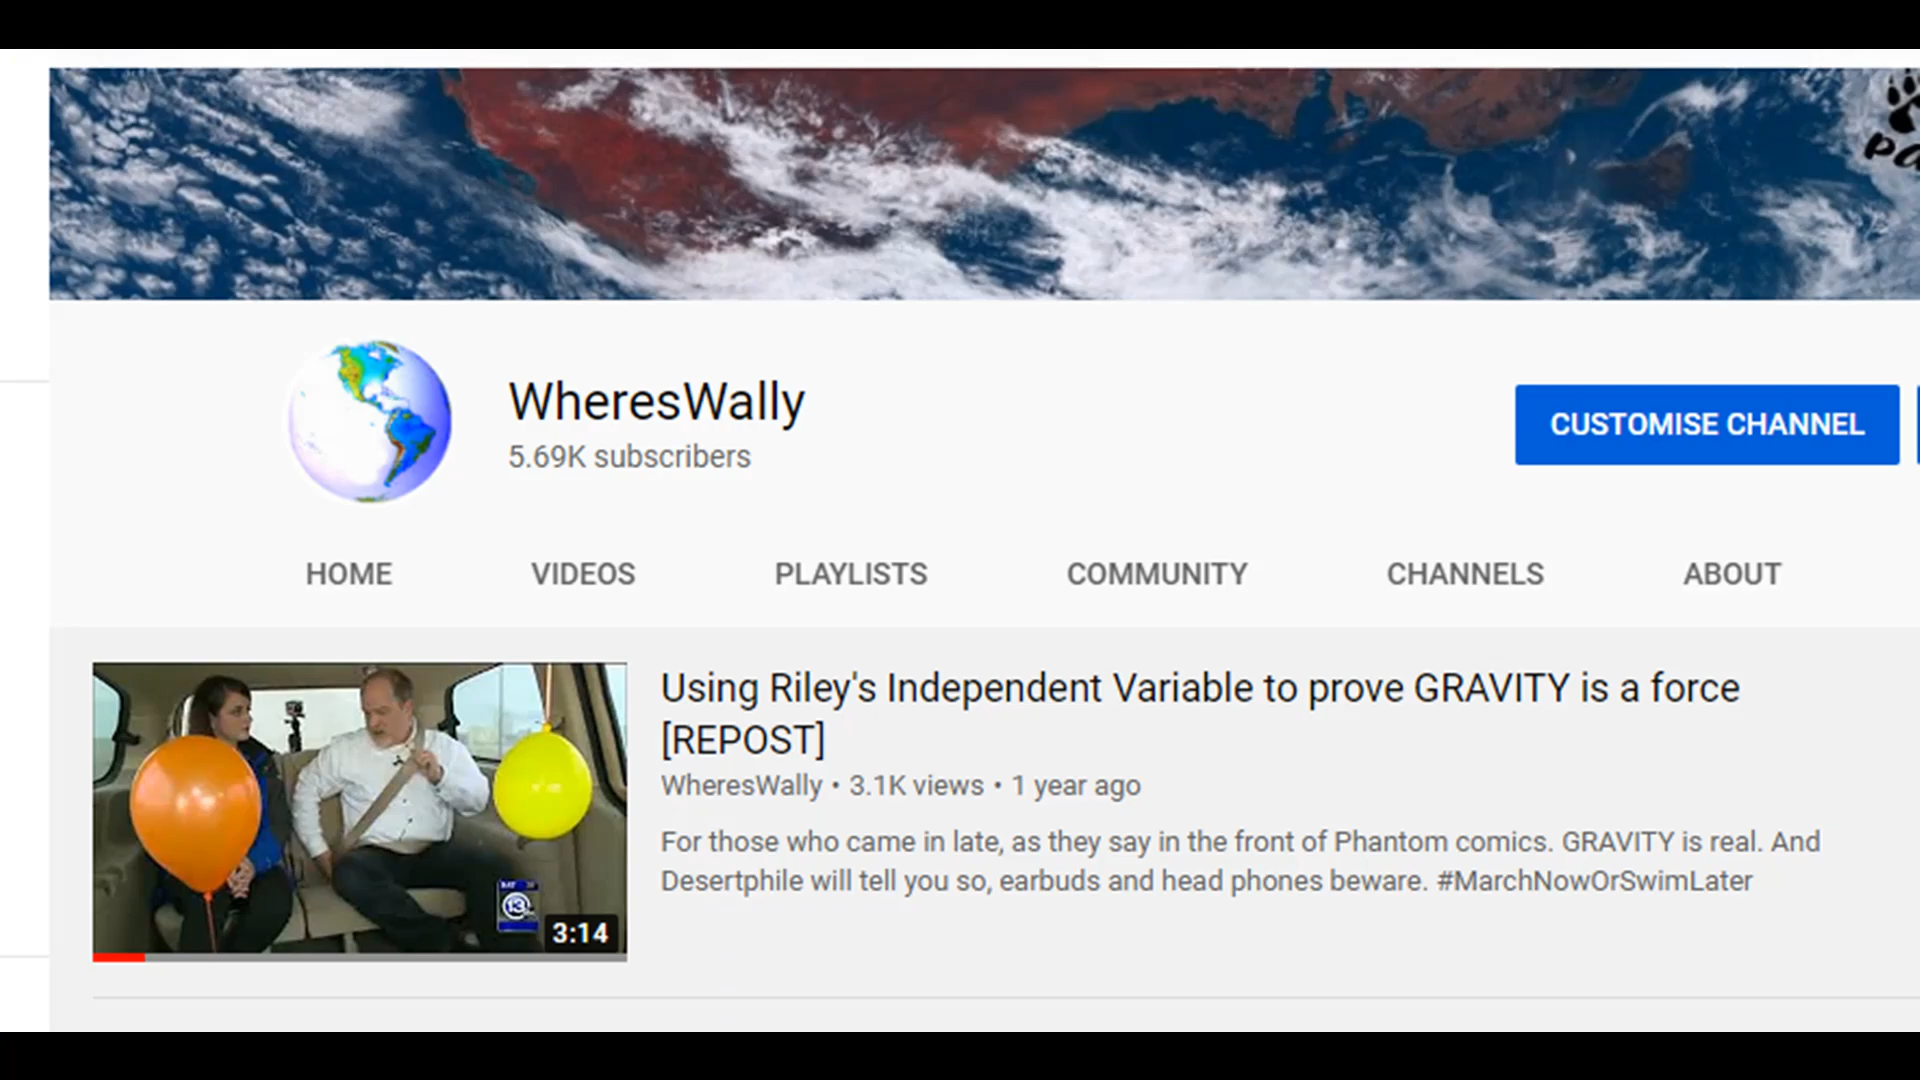 WheresWally
5.69K subscribers
CUSTOMISE CHANNEL
HOME VIDEOS PLAYLISTS COMMUNITY CHANNELS ABOUT
13
3:14
Using Riley's Independent Variable to prove GRAVITY is a force
[REPOST]
WheresWally • 3.1K views • 1 year ago
For those who came in late, as they say in the front of Phantom comics. GRAVITY is real. And
Desertphile will tell you so, earbuds and head phones beware. #MarchNowOrSwimLater